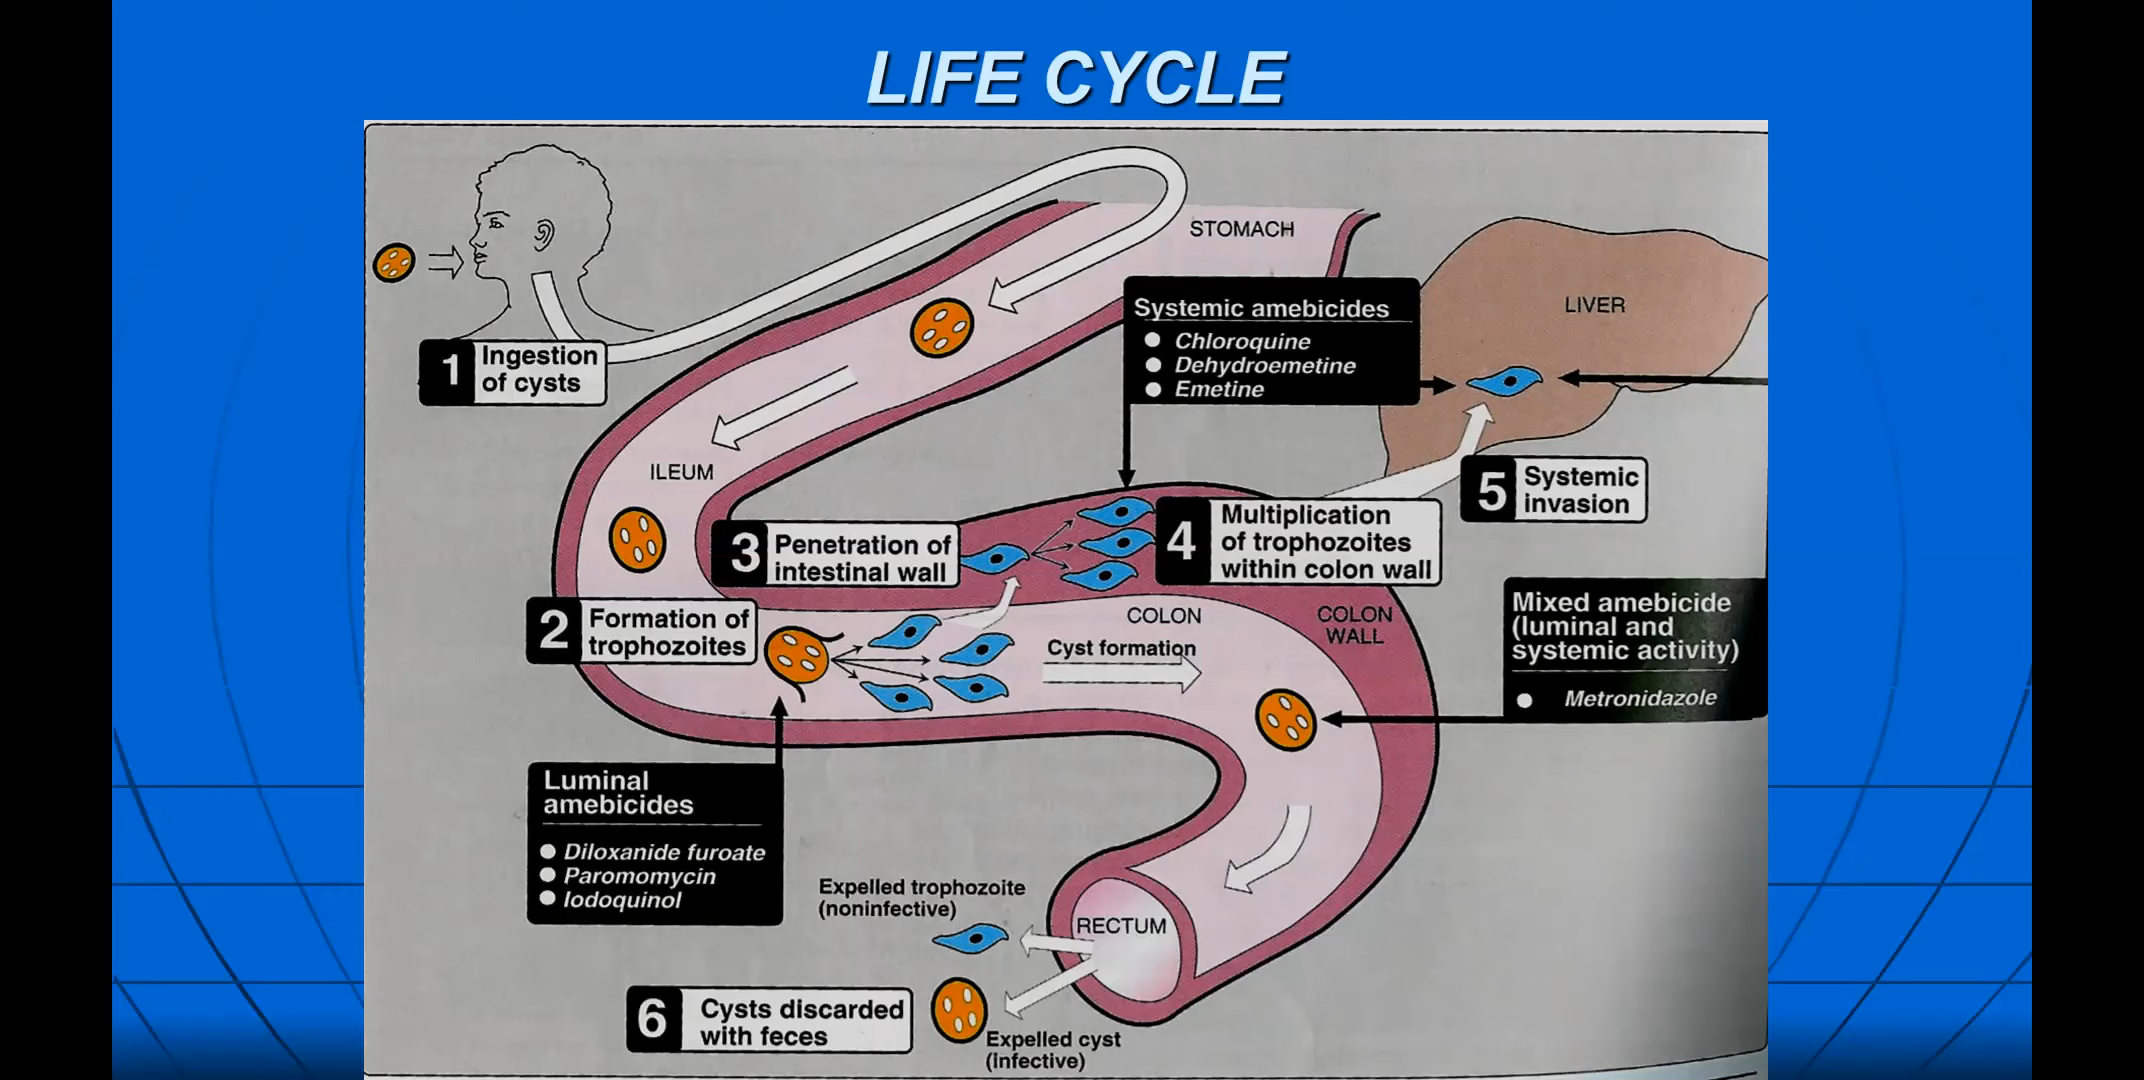 LIFE CYCLE
STOMACH
LIVER
1 Ingestion
of cysts
Systemic amebicides
Chloroquine
Dehydroemetine
Emetine
ILEUM
5 Systemic
invasion
3 Penetration of
intestinal wall
4 Multiplication
of trophozoites
within colon wall
2 Formation of
trophozoites
COLON
COLON
WALL
Cyst formation
Mixed amebicide
(luminal and
systemic activity)
Metronidazole
Luminal
amebicides
Diloxanide furoate
Paromomycin
Iodoquinol
Expelled trophozoite
(noninfective)
RECTUM
6 Cysts discarded
with feces
Expelled cyst
(infective)